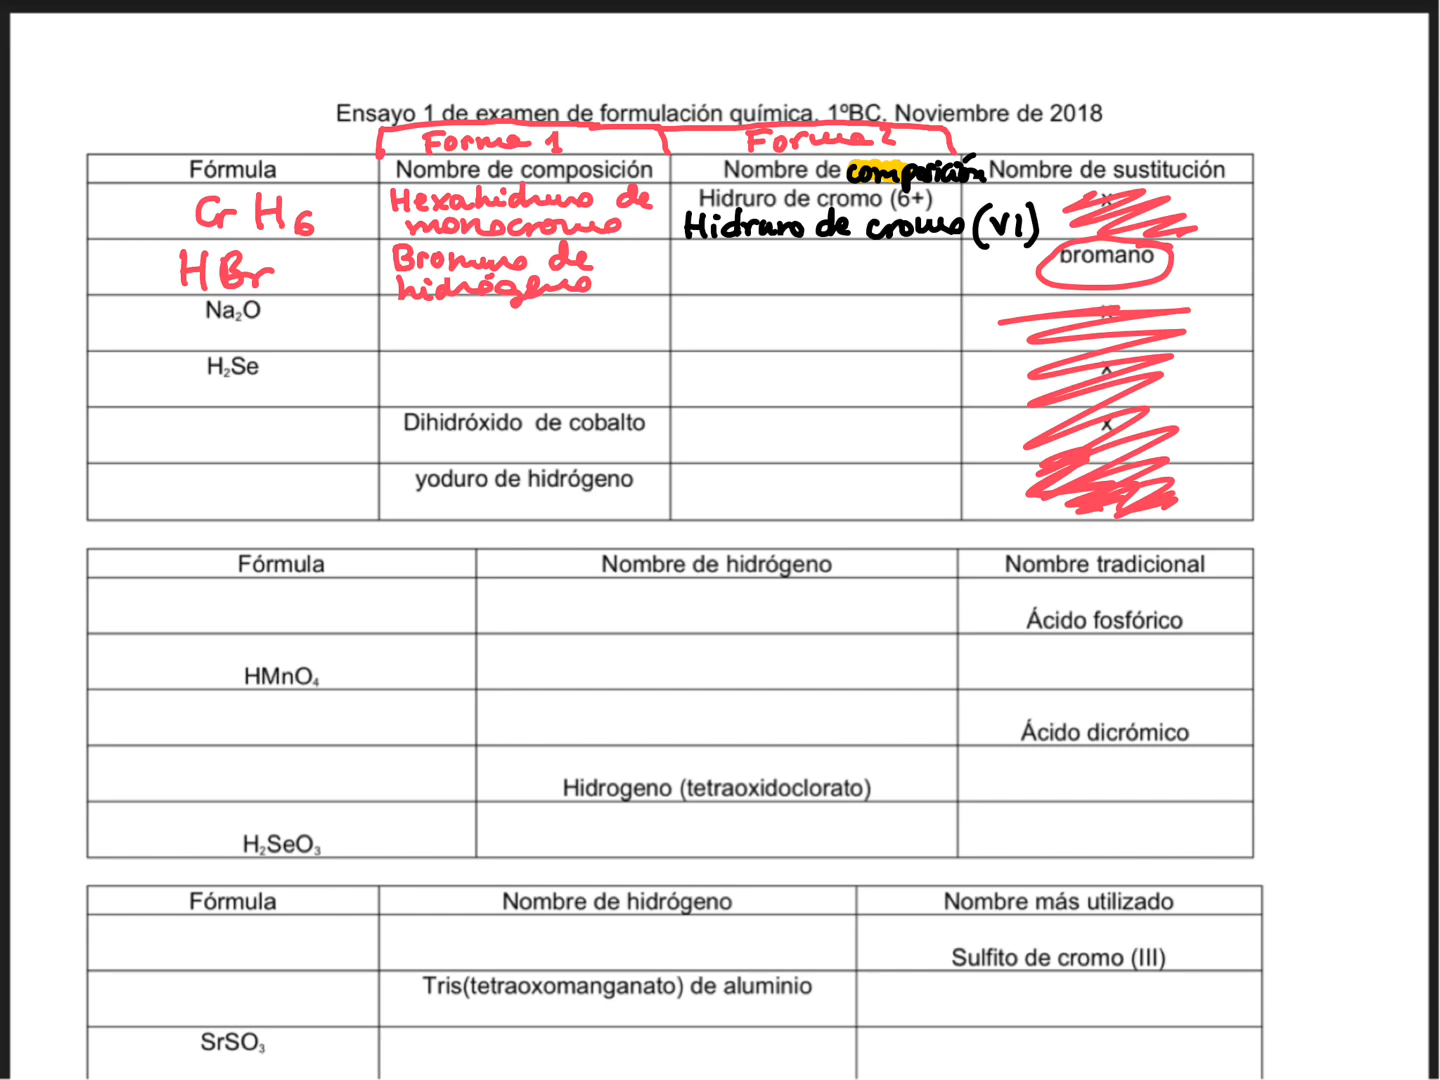 Ensayo 1 de examen de formulación química. 1ºBC. Noviembre de 2018
Forma 1 Forma 2
Fórmula Nombre de composición Nombre de composición Nombre de sustitución
CrH6 Hexahidruro de monocromo Hidruro de cromo (6+) x
Hidruro de cromo (VI)
HBr Bromuro de hidrógeno bromano
Na₂O
H₂Se x
Dihidróxido de cobalto x
yoduro de hidrógeno
Fórmula Nombre de hidrógeno Nombre tradicional
Ácido fosfórico
HMnO₄
Ácido dicrómico
Hidrogeno (tetraoxidoclorato)
H₂SeO₃
Fórmula Nombre de hidrógeno Nombre más utilizado
Sulfito de cromo (III)
Tris(tetraoxomanganato) de aluminio
SrSO₃